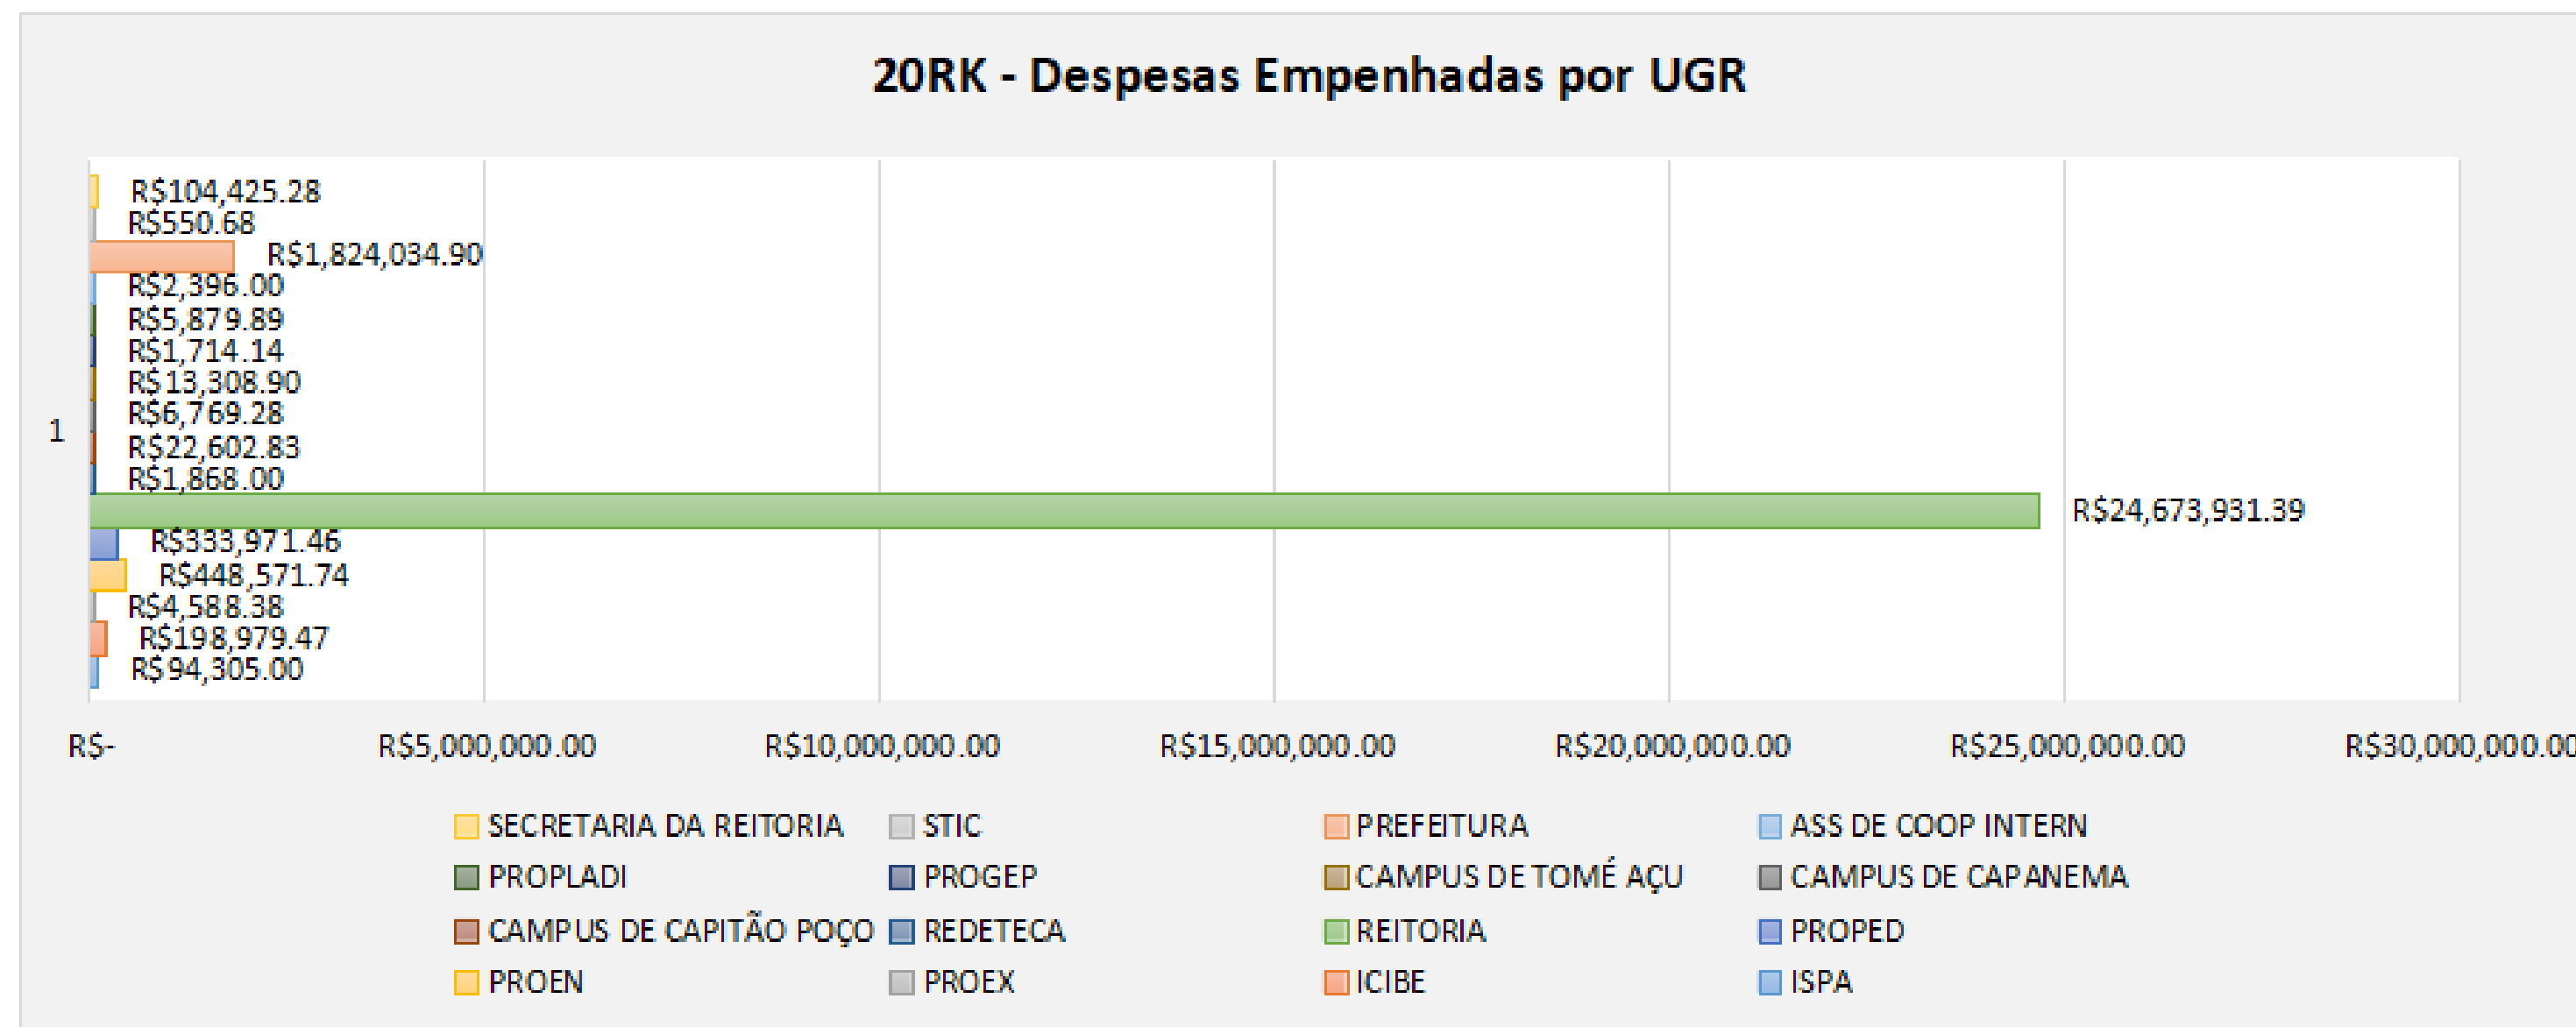 20RK - Despesas Empenhadas por UGR
R$104,425.28
R$550.68
R$1,824,034.90
R$2,396.00
R$5,879.89
R$1,714.14
R$13,308.90
R$6,769.28
1
R$22,602.83
R$1,868.00
R$24,673,931.39
R$333,971.46
R$448,571.74
R$4,588.38
R$198,979.47
R$94,305.00
R$- R$5,000,000.00 R$10,000,000.00 R$15,000,000.00 R$20,000,000.00 R$25,000,000.00 R$30,000,000.00
SECRETARIA DA REITORIA STIC PREFEITURA ASS DE COOP INTERN
PROPLADI PROGEP CAMPUS DE TOMÉ AÇU CAMPUS DE CAPANEMA
CAMPUS DE CAPITÃO POÇO REDETECA REITORIA PROPED
PROEN PROEX ICIBE ISPA